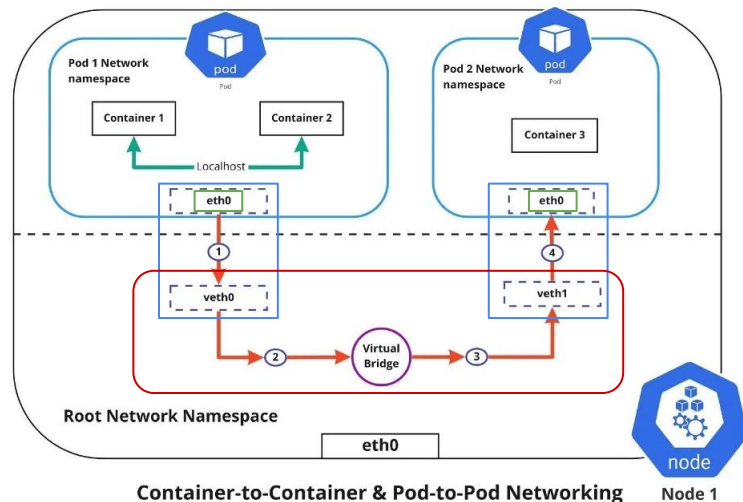 pod
Pod
Pod 1 Network
namespace
Container 1
Container 2
Localhost
eth0
pod
Pod
Pod 2 Network
namespace
Container 3
eth0
1
4
veth0
veth1
2
Virtual
Bridge
3
Root Network Namespace
eth0
node
Container-to-Container & Pod-to-Pod Networking
Node 1